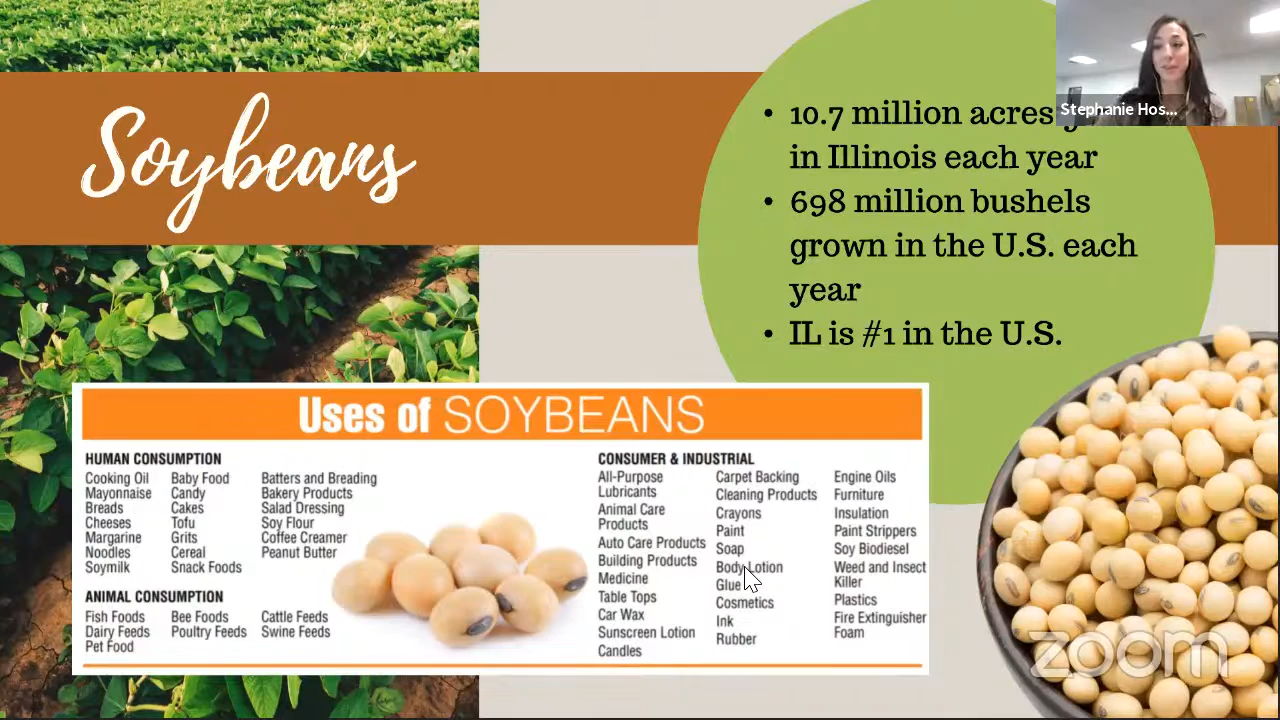 Soybeans
• 10.7 million acres
in Illinois each year
• 698 million bushels
grown in the U.S. each
year
• IL is #1 in the U.S.
Stephanie Hos...
Uses of SOYBEANS
HUMAN CONSUMPTION
Cooking Oil Baby Food Batters and Breading
Mayonnaise Candy Bakery Products
Breads Cakes Salad Dressing
Cheeses Tofu Soy Flour
Margarine Grits Coffee Creamer
Noodles Cereal Peanut Butter
Soymilk Snack Foods
ANIMAL CONSUMPTION
Fish Foods Bee Foods Cattle Feeds
Dairy Feeds Poultry Feeds Swine Feeds
Pet Food
CONSUMER & INDUSTRIAL
All-Purpose
Lubricants
Animal Care
Products
Auto Care Products
Building Products
Medicine
Table Tops
Car Wax
Sunscreen Lotion
Candles
Carpet Backing
Cleaning Products
Crayons
Paint
Soap
Body Lotion
Glue
Cosmetics
Ink
Rubber
Engine Oils
Furniture
Insulation
Paint Strippers
Soy Biodiesel
Weed and Insect
Killer
Plastics
Fire Extinguisher
Foam
zoom